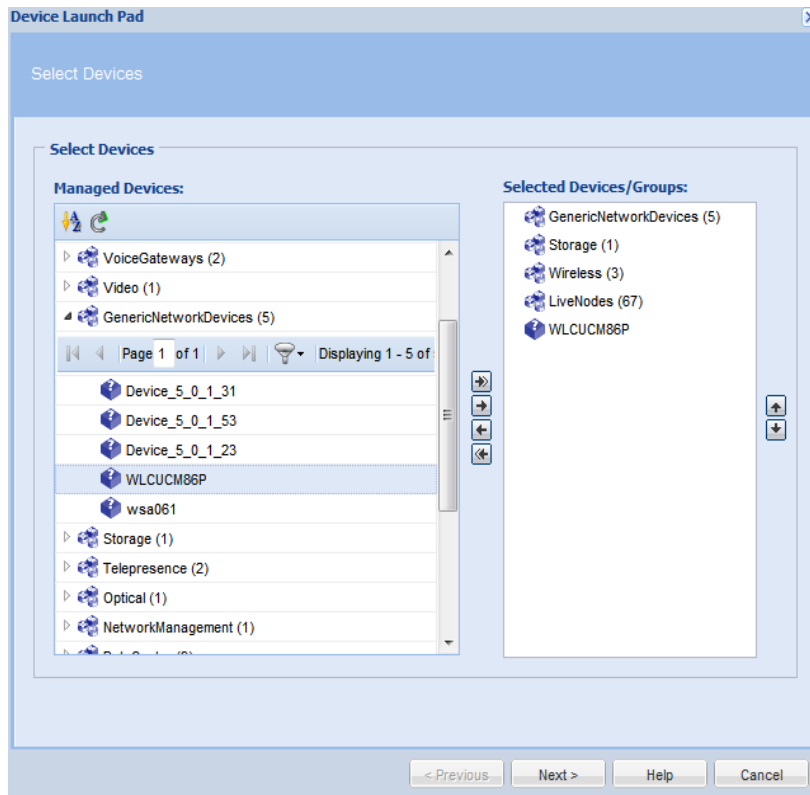 Device Launch Pad
Select Devices
Select Devices
Managed Devices:
VoiceGateways (2)
Video (1)
GenericNetworkDevices (5)
Page 1 of 1 Displaying 1 - 5 of
Device_5_0_1_31
Device_5_0_1_53
Device_5_0_1_23
WLCUCM86P
wsa061
Storage (1)
Telepresence (2)
Optical (1)
NetworkManagement (1)
Selected Devices/Groups:
GenericNetworkDevices (5)
Storage (1)
Wireless (3)
LiveNodes (67)
WLCUCM86P
< Previous Next > Help Cancel